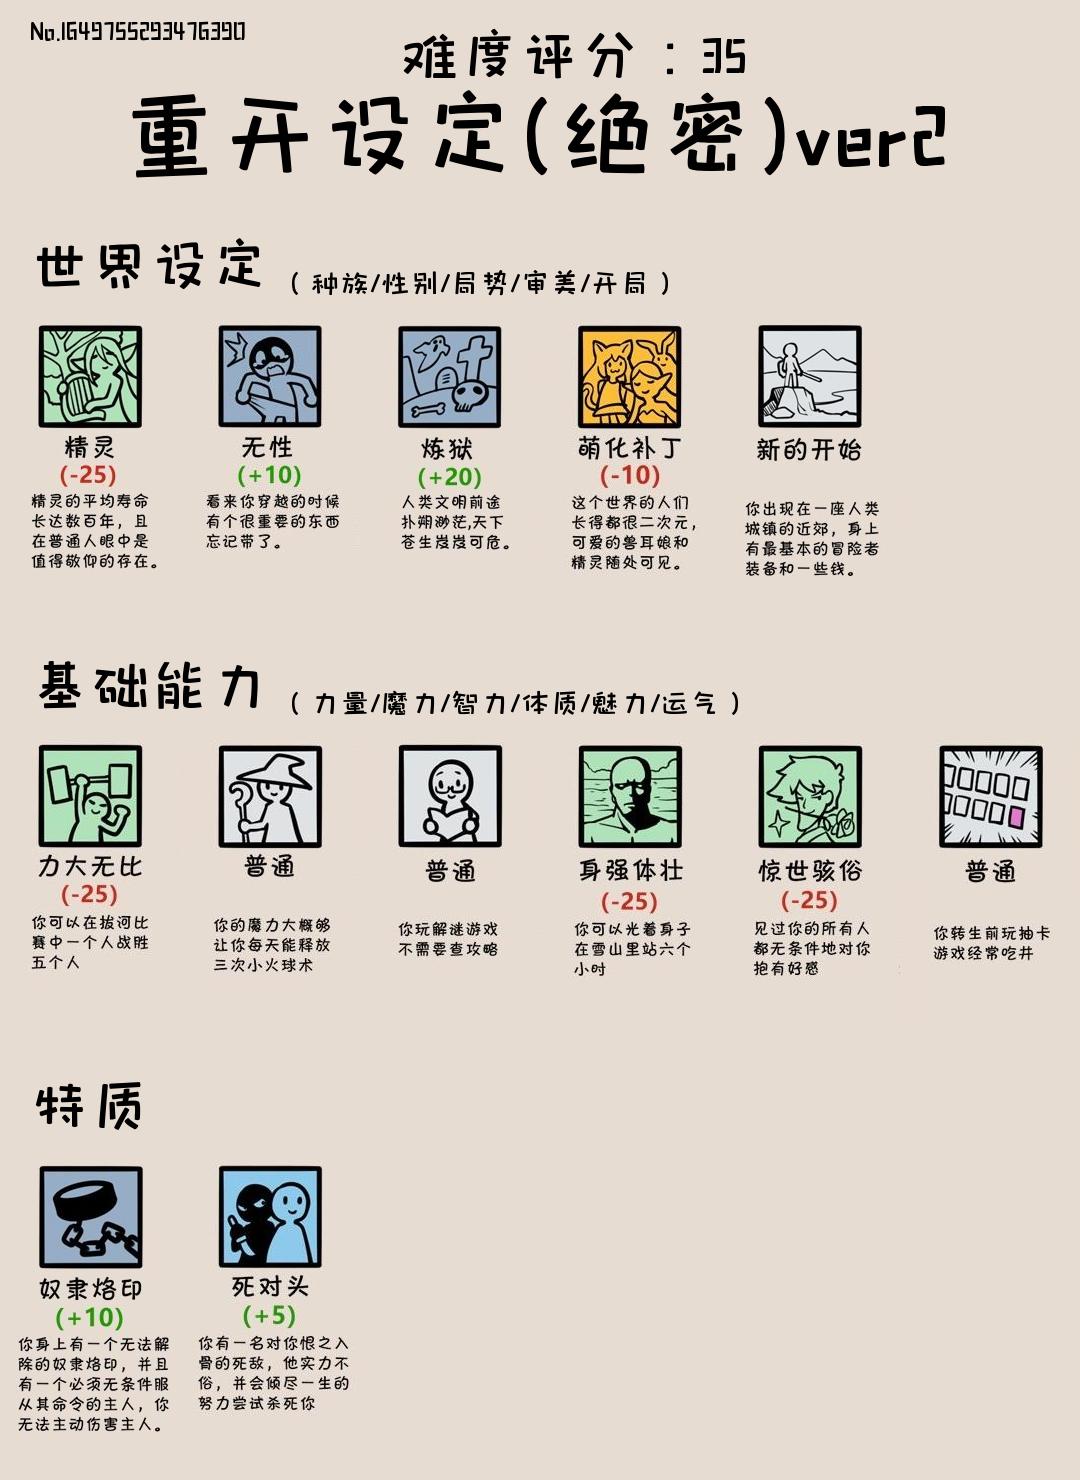 No.1649755293476390
难度评分：35
重开设定(绝密)ver2
世界设定（种族/性别/局势/审美/开局）
精灵
(-25)
精灵的平均寿命
长达数百年，且
在普通人眼中是
值得敬仰的存在。
无性
(+10)
看来你穿越的时候
有个很重要的东西
忘记带了。
炼狱
(+20)
人类文明前途
扑朔渺茫,天下
苍生岌岌可危。
萌化补丁
(-10)
这个世界的人们
长得都很二次元，
可爱的兽耳娘和
精灵随处可见。
新的开始
你出现在一座人类
城镇的近郊，身上
有最基本的冒险者
装备和一些钱。
基础能力（力量/魔力/智力/体质/魅力/运气）
力大无比
(-25)
你可以在拔河比
赛中一个人战胜
五个人
普通
你的魔力大概够
让你每天能释放
三次小火球术
普通
你玩解谜游戏
不需要查攻略
身强体壮
(-25)
你可以光着身子
在雪山里站六个
小时
惊世骇俗
(-25)
见过你的所有人
都无条件地对你
抱有好感
普通
你转生前玩抽卡
游戏经常吃井
特质
奴隶烙印
(+10)
你身上有一个无法解
除的奴隶烙印，并且
有一个必须无条件服
从其命令的主人，你
无法主动伤害主人。
死对头
(+5)
你有一名对你恨之入
骨的死敌，他实力不
俗，并会倾尽一生的
努力尝试杀死你